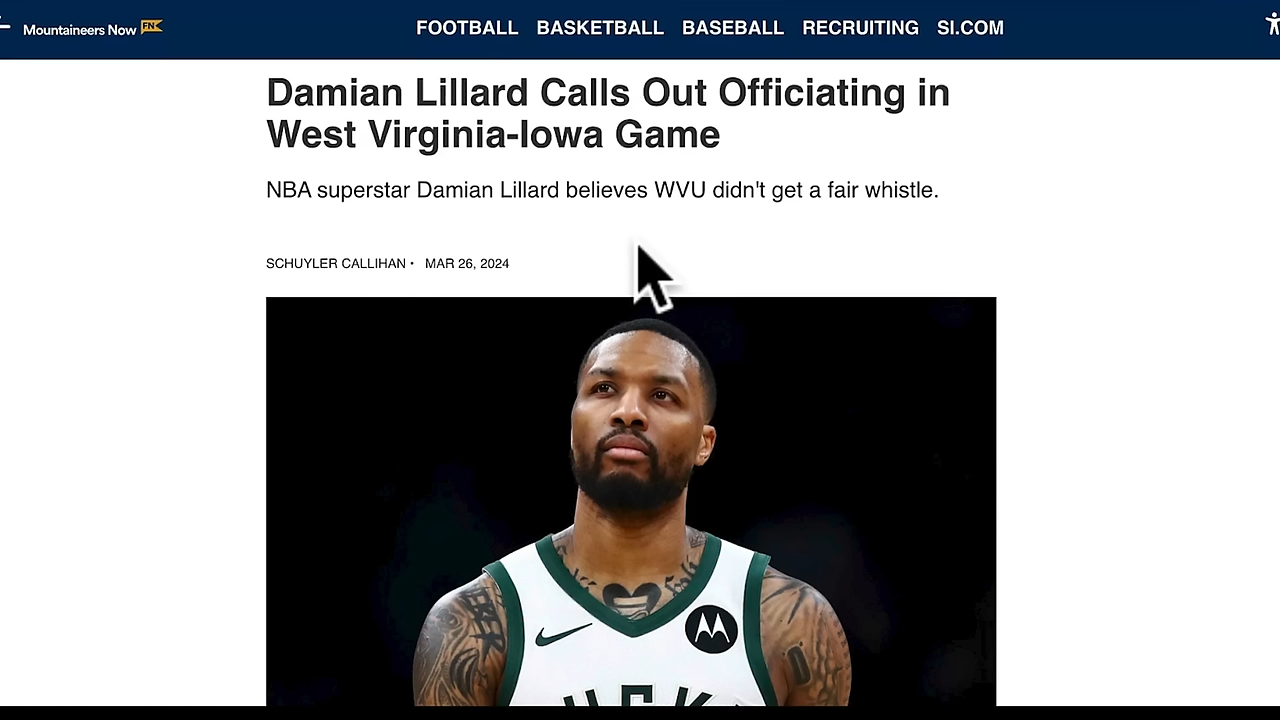 Mountaineers Now FN
FOOTBALL BASKETBALL BASEBALL RECRUITING SI.COM
Damian Lillard Calls Out Officiating in
West Virginia-Iowa Game
NBA superstar Damian Lillard believes WVU didn't get a fair whistle.
SCHUYLER CALLIHAN • MAR 26, 2024